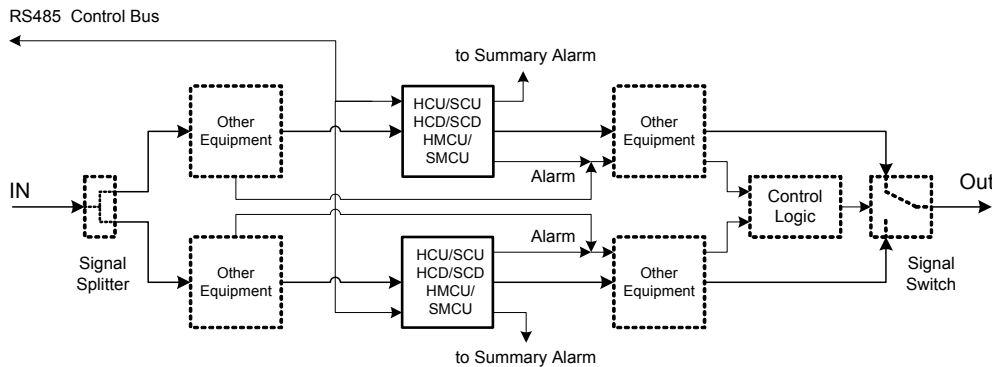 RS485 Control Bus
to Summary Alarm
Other
Equipment
HCU/SCU
HCD/SCD
HMCU/
SMCU
Other
Equipment
Alarm
IN
Signal
Splitter
Control
Logic
Out
Signal
Switch
Other
Equipment
Alarm
HCU/SCU
HCD/SCD
HMCU/
SMCU
Other
Equipment
to Summary Alarm